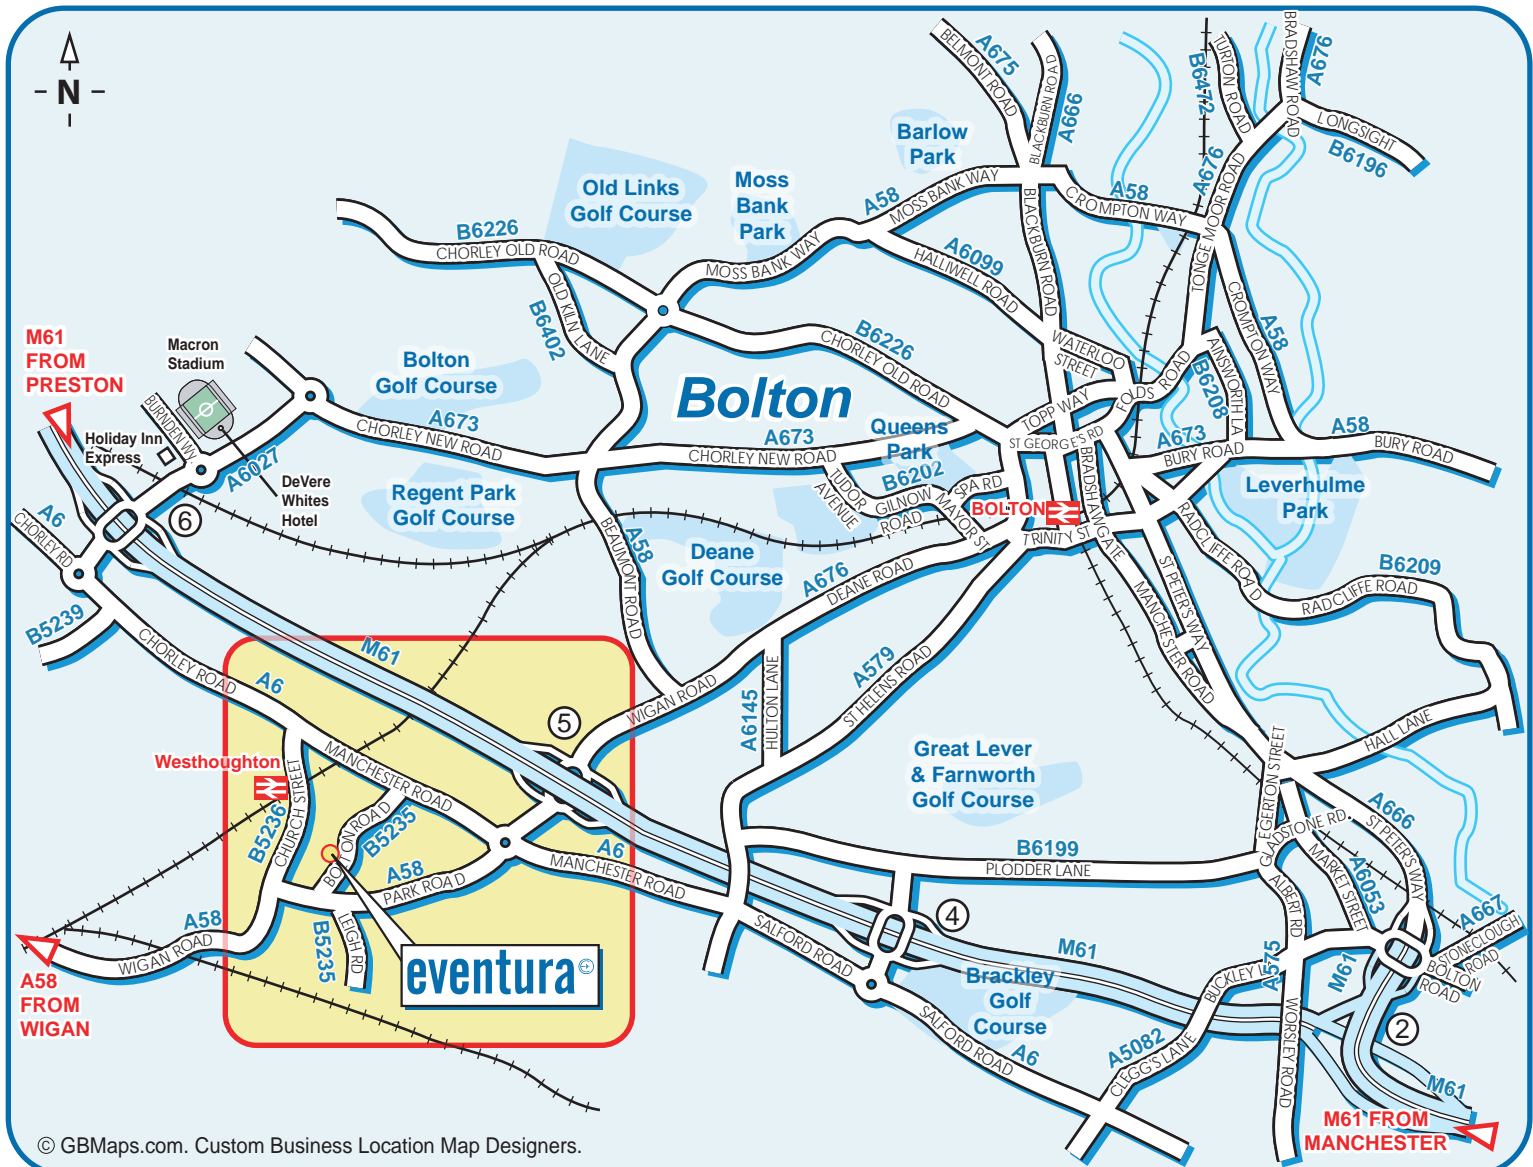 N
BELMONT ROAD
A675
BLACKBURN ROAD
A666
B6472
TURTON ROAD
BRADSHAW ROAD
A676
LONGSIGHT
B6196
Barlow
Park
Old Links
Golf Course
Moss
Bank
Park
A58
MOSS BANK WAY
A58
CROMPTON WAY
A676
TONGE MOOR ROAD
B6226
CHORLEY OLD ROAD
MOSS BANK WAY
A6099
HALLIWELL ROAD
BLACKBURN ROAD
OLD KILN LANE
B6402
B6226
CHORLEY OLD ROAD
WATERLOO
STREET
CROMPTON WAY
A58
AINSWORTH LA
B6208
M61
FROM
PRESTON
Macron
Stadium
BURNDEN WY
Holiday Inn
Express
A6027
DeVere
Whites
Hotel
Bolton
Golf Course
A673
CHORLEY NEW ROAD
Bolton
TOPP WAY
FOLDS ROAD
ST GEORGE'S RD
A673
CHORLEY NEW ROAD
Queens
Park
A673
BURY ROAD
A58
BURY ROAD
Regent Park
Golf Course
TUDOR
AVENUE
B6202
GILNOW
ROAD
SPA RD
MAYOR ST
BOLTON
BRADSHAWGATE
TRINITY ST
Leverhulme
Park
RADCLIFFE ROAD
A6
CHORLEY RD
6
B5239
BEAUMONT ROAD
A58
Deane
Golf Course
A676
DEANE ROAD
ST PETER'S WAY
MANCHESTER ROAD
B6209
RADCLIFFE ROAD
CHORLEY ROAD
A6
M61
5
WIGAN ROAD
A6145
HULTON LANE
A579
ST HELENS ROAD
HALL LANE
Westhoughton
CHURCH STREET
B5236
MANCHESTER ROAD
BOLTON ROAD
B5235
A58
PARK ROAD
A6
MANCHESTER ROAD
Great Lever
& Farnworth
Golf Course
B6199
PLODDER LANE
EGERTON STREET
GLADSTONE RD.
A666
ST PETER'S WAY
MARKET STREET
A6053
ALBERT RD
A58
WIGAN ROAD
A58
FROM
WIGAN
B5235
LEIGH RD
eventura
SALFORD ROAD
4
M61
Brackley
Golf
Course
SALFORD ROAD
A6
A5082
CLEGG'S LANE
A575
WORSLEY ROAD
M61
A667
STONECLOUGH
ROAD
BOLTON
ROAD
2
M61
M61 FROM
MANCHESTER
© GBMaps.com. Custom Business Location Map Designers.